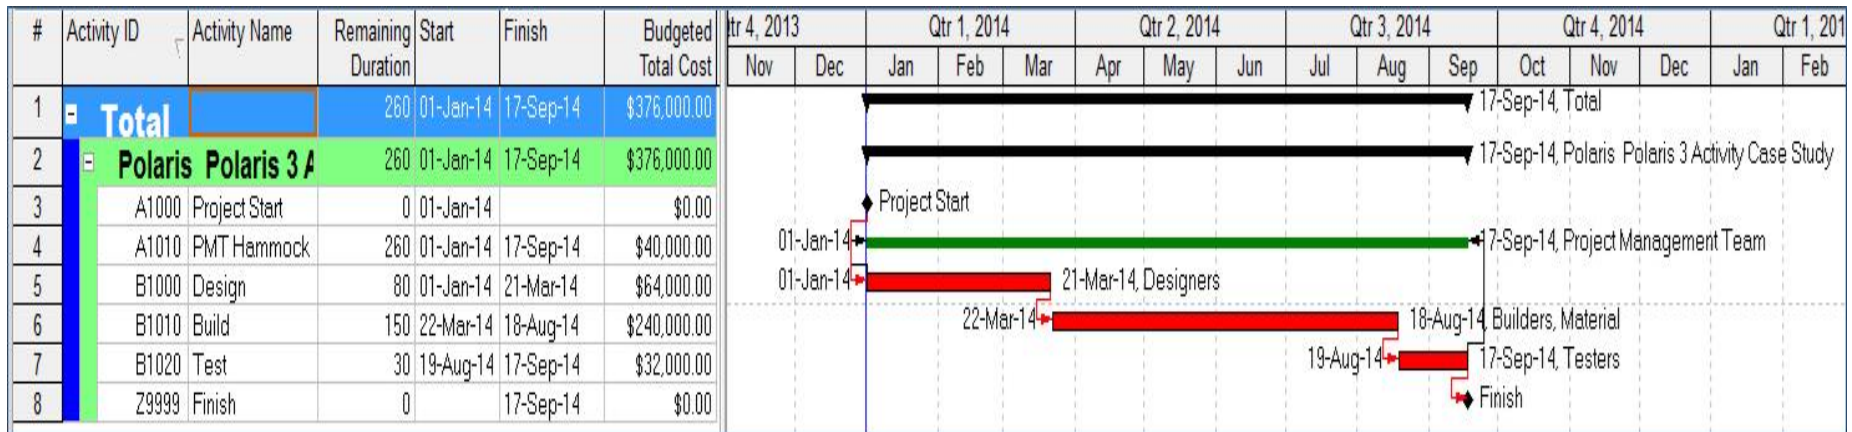 # Activity ID Activity Name Remaining Duration Start Finish Budgeted Total Cost
1 Total 260 01-Jan-14 17-Sep-14 $376,000.00
2 Polaris Polaris 3 A 260 01-Jan-14 17-Sep-14 $376,000.00
3 A1000 Project Start 0 01-Jan-14 $0.00
4 A1010 PMT Hammock 260 01-Jan-14 17-Sep-14 $40,000.00
5 B1000 Design 80 01-Jan-14 21-Mar-14 $64,000.00
6 B1010 Build 150 22-Mar-14 18-Aug-14 $240,000.00
7 B1020 Test 30 19-Aug-14 17-Sep-14 $32,000.00
8 Z9999 Finish 0 17-Sep-14 $0.00
tr 4, 2013 Qtr 1, 2014 Qtr 2, 2014 Qtr 3, 2014 Qtr 4, 2014 Qtr 1, 201
Nov Dec Jan Feb Mar Apr May Jun Jul Aug Sep Oct Nov Dec Jan Feb
17-Sep-14, Total
17-Sep-14, Polaris Polaris 3 Activity Case Study
Project Start
01-Jan-14 17-Sep-14, Project Management Team
01-Jan-14 21-Mar-14, Designers
22-Mar-14 18-Aug-14, Builders, Material
19-Aug-14 17-Sep-14, Testers
Finish